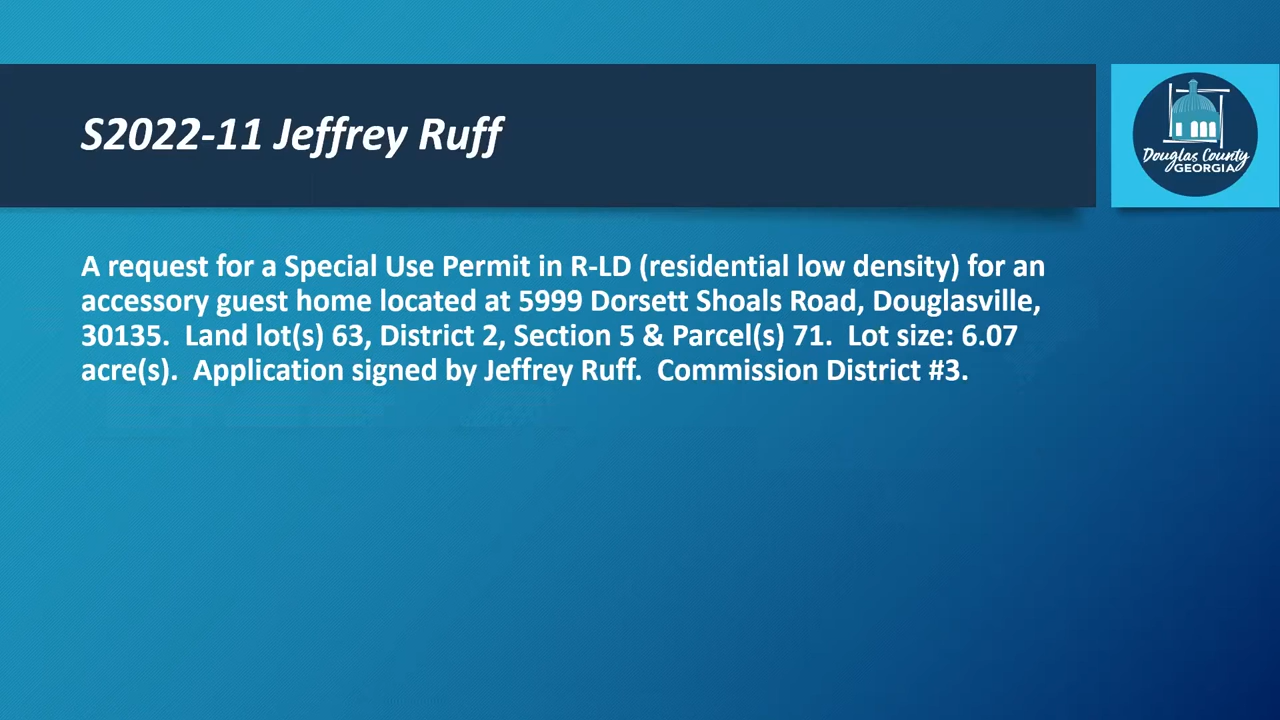 S2022-11 Jeffrey Ruff
Douglas County
GEORGIA
A request for a Special Use Permit in R-LD (residential low density) for an
accessory guest home located at 5999 Dorsett Shoals Road, Douglasville,
30135.  Land lot(s) 63, District 2, Section 5 & Parcel(s) 71.  Lot size: 6.07
acre(s).  Application signed by Jeffrey Ruff.  Commission District #3.